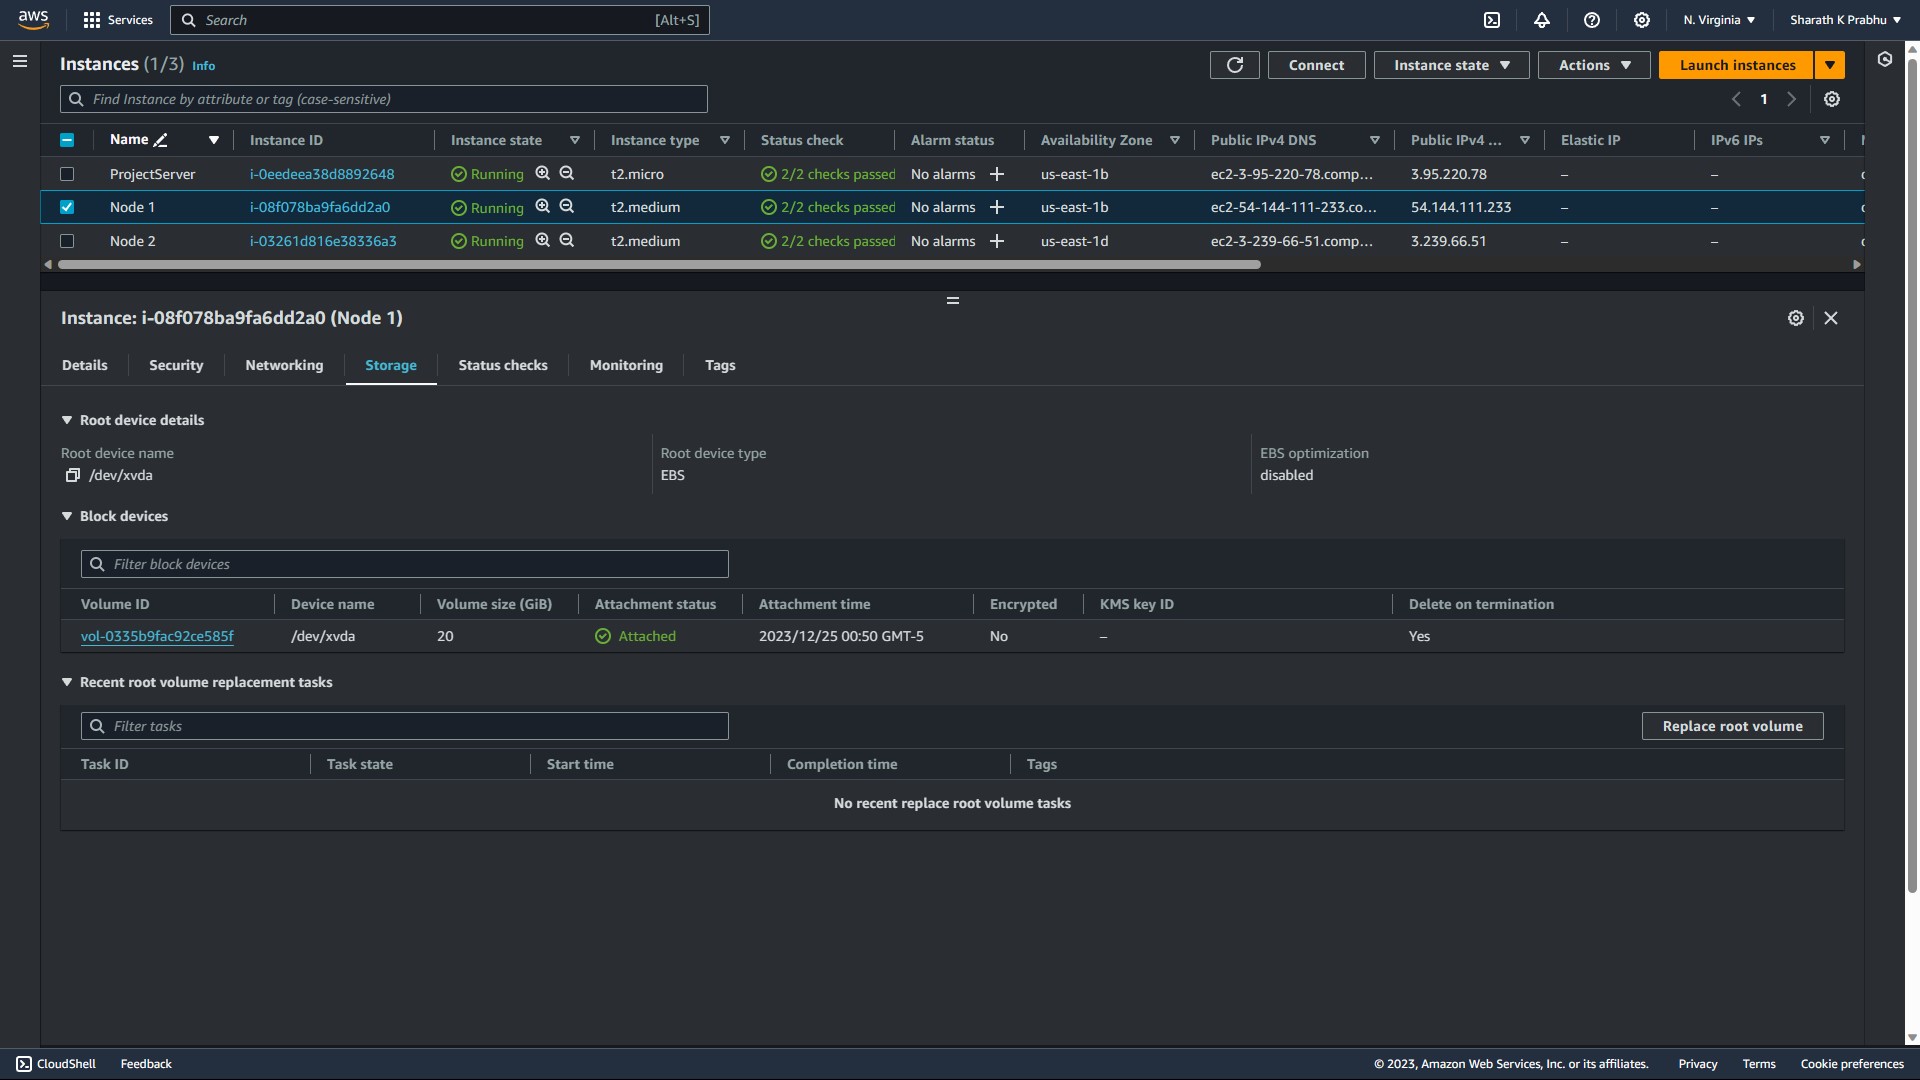 aws Services Search [Alt+S] N. Virginia Sharath K Prabhu
Instances (1/3) Info Connect Instance state Actions Launch instances
Find Instance by attribute or tag (case-sensitive) 1
Name Instance ID Instance state Instance type Status check Alarm status Availability Zone Public IPv4 DNS Public IPv4 ... Elastic IP IPv6 IPs
ProjectServer i-0eedeea38d8892648 Running t2.micro 2/2 checks passed No alarms us-east-1b ec2-3-95-220-78.comp... 3.95.220.78 – –
Node 1 i-08f078ba9fa6dd2a0 Running t2.medium 2/2 checks passed No alarms us-east-1b ec2-54-144-111-233.co... 54.144.111.233 – –
Node 2 i-03261d816e38336a3 Running t2.medium 2/2 checks passed No alarms us-east-1d ec2-3-239-66-51.comp... 3.239.66.51 – –
Instance: i-08f078ba9fa6dd2a0 (Node 1)
Details Security Networking Storage Status checks Monitoring Tags
Root device details
Root device name Root device type EBS optimization
/dev/xvda EBS disabled
Block devices
Filter block devices
Volume ID Device name Volume size (GiB) Attachment status Attachment time Encrypted KMS key ID Delete on termination
vol-0335b9fac92ce585f /dev/xvda 20 Attached 2023/12/25 00:50 GMT-5 No – Yes
Recent root volume replacement tasks
Filter tasks Replace root volume
Task ID Task state Start time Completion time Tags
No recent replace root volume tasks
CloudShell Feedback © 2023, Amazon Web Services, Inc. or its affiliates. Privacy Terms Cookie preferences